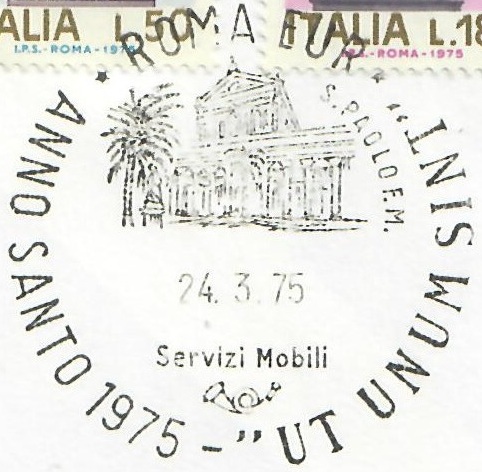 ALIA L.50
I.P.S.-ROMA-1975
ITALIA L.18
I.P.S.-ROMA-1975
* ROMA EUR *
S. PAOLO F.M.
24. 3. 75
Servizi Mobili
ANNO SANTO 1975 - "UT UNUM SINT"